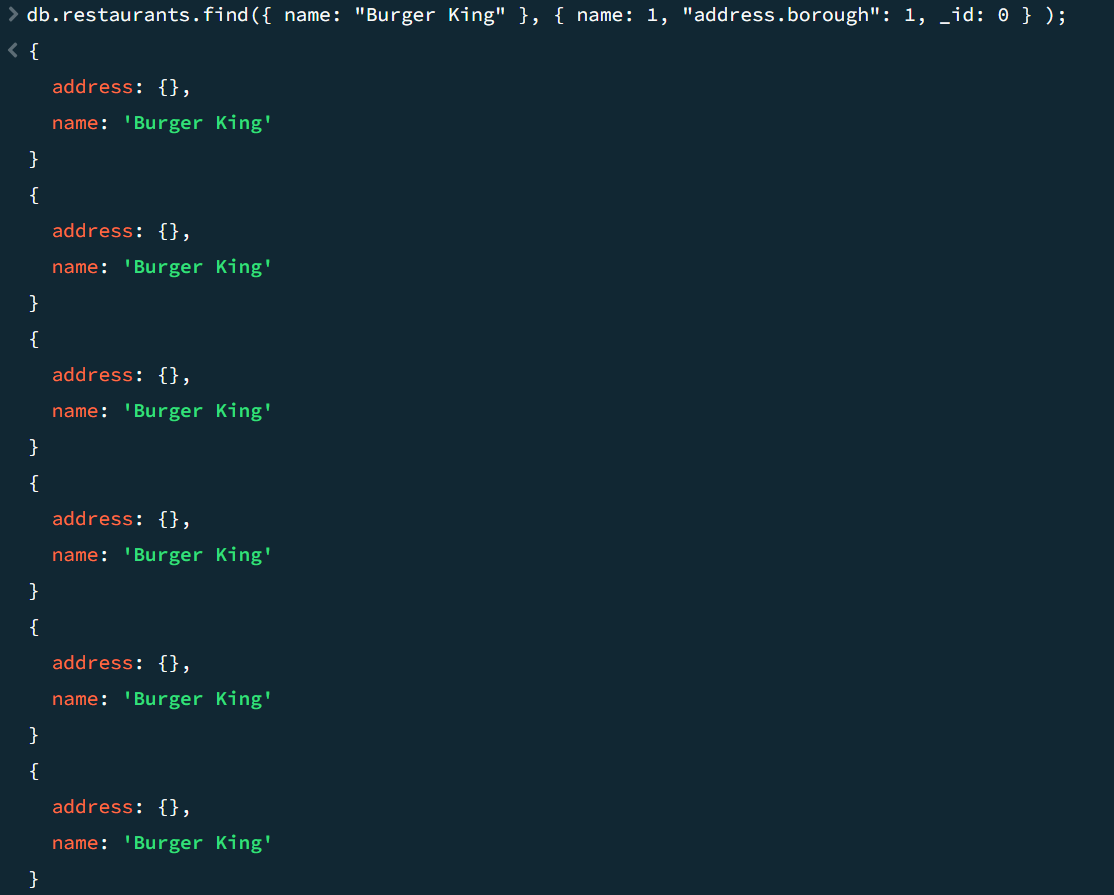 > db.restaurants.find({ name: "Burger King" }, { name: 1, "address.borough": 1, _id: 0 } );
< {
address: {},
name: 'Burger King'
}
{
address: {},
name: 'Burger King'
}
{
address: {},
name: 'Burger King'
}
{
address: {},
name: 'Burger King'
}
{
address: {},
name: 'Burger King'
}
{
address: {},
name: 'Burger King'
}